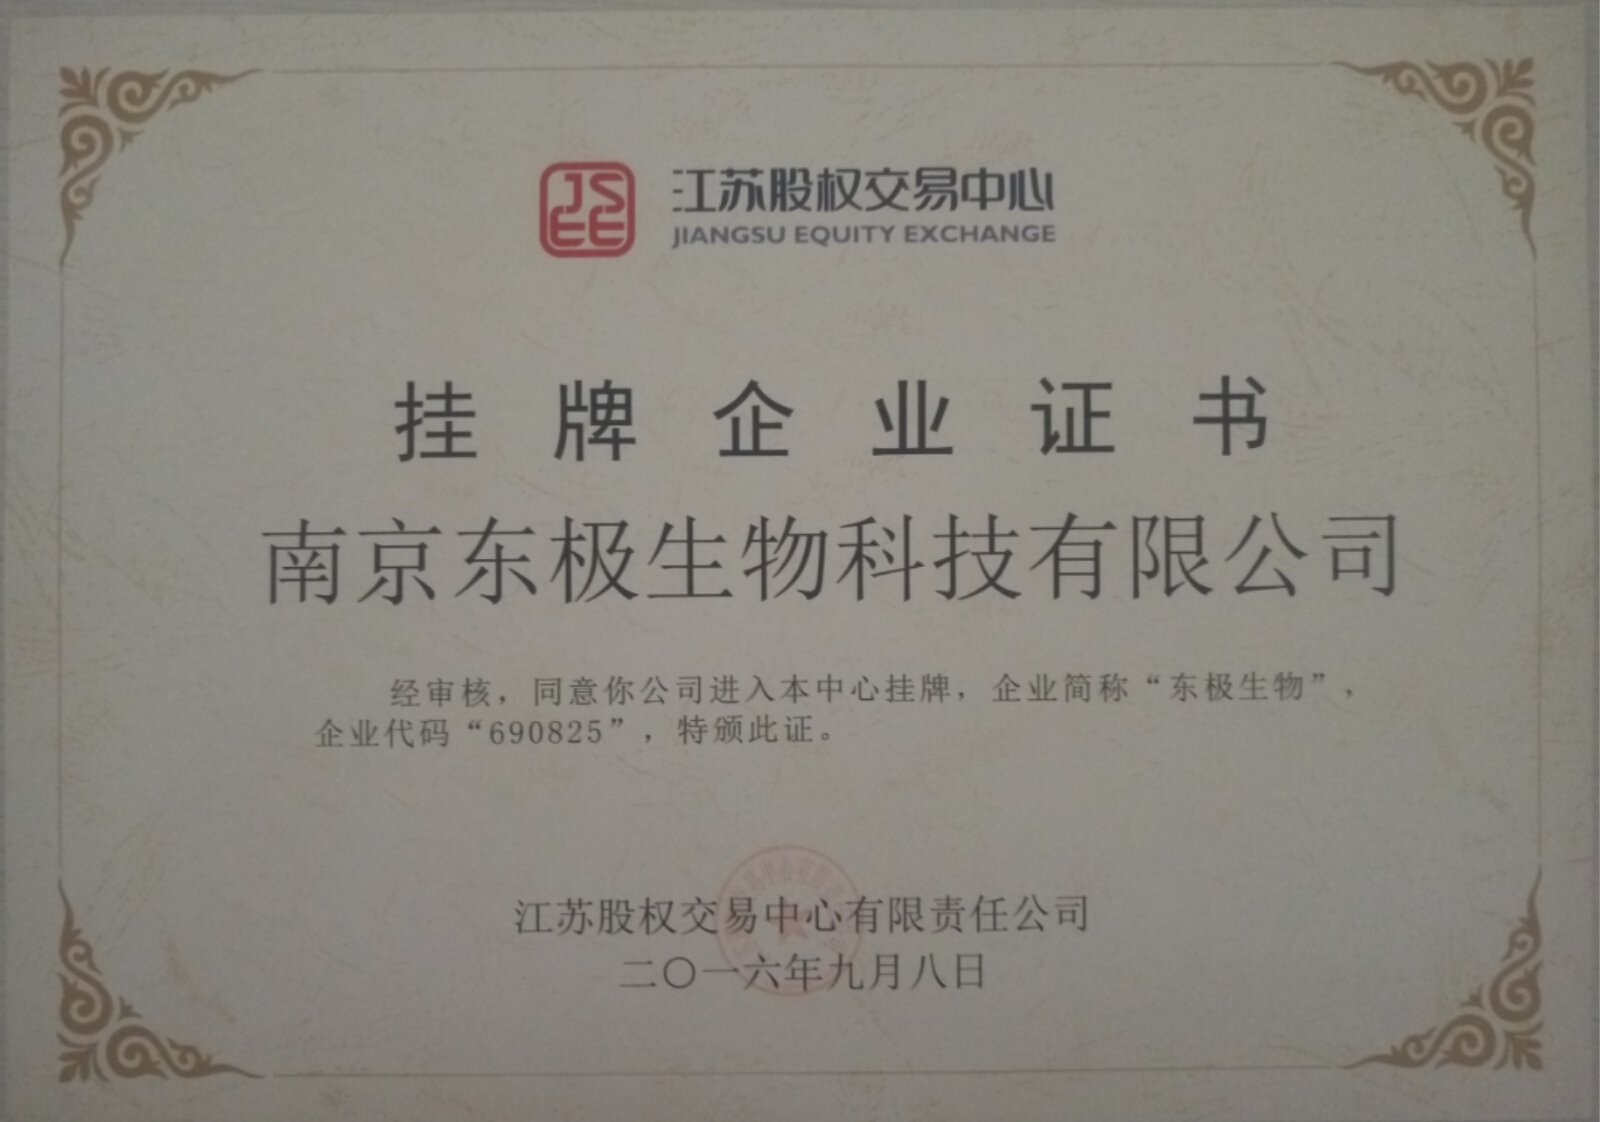 JSEE
江苏股权交易中心
JIANGSU EQUITY EXCHANGE
挂牌企业证书
南京东极生物科技有限公司
经审核，同意你公司进入本中心挂牌，企业简称“东极生物”，
企业代码“690825”，特颁此证。
江苏股权交易中心有限责任公司
二〇一六年九月八日